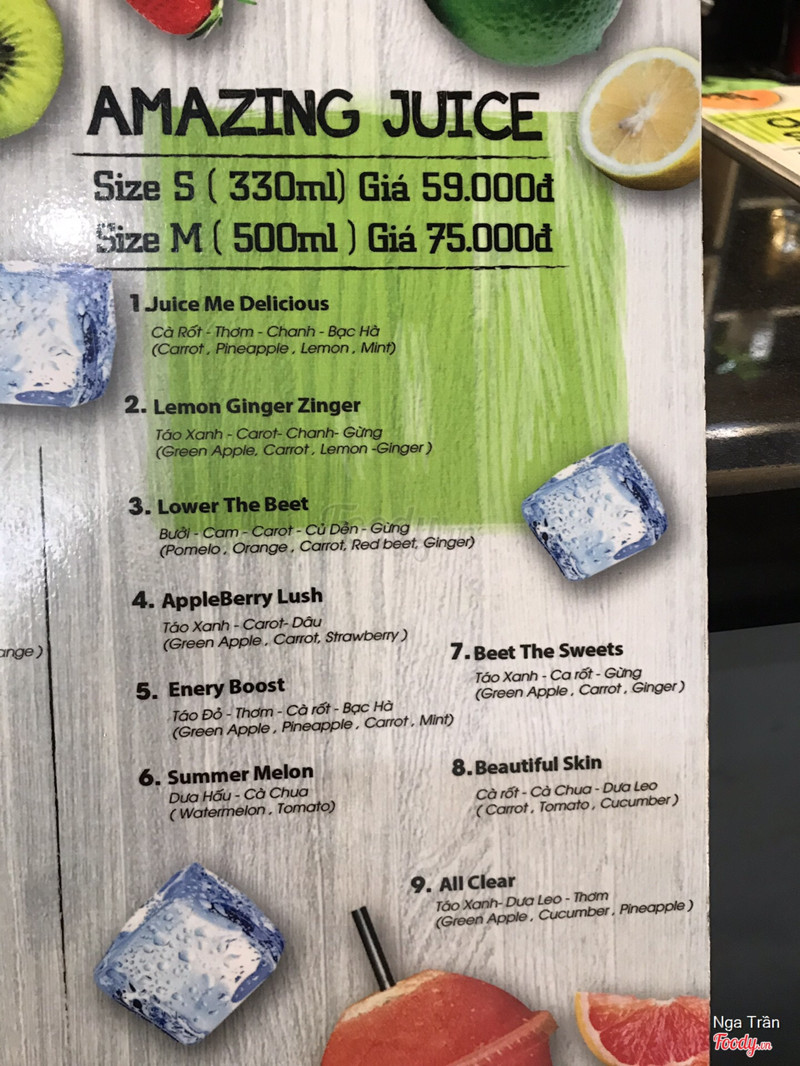 AMAZING JUICE
Size S ( 330ml) Giá 59.000đ
Size M ( 500ml ) Giá 75.000đ
1 Juice Me Delicious
Cà Rốt - Thơm - Chanh - Bạc Hà
(Carrot , Pineapple , Lemon , Mint)
2. Lemon Ginger Zinger
Táo Xanh - Carot- Chanh- Gừng
(Green Apple, Carrot , Lemon -Ginger )
3. Lower The Beet
Bưởi - Cam - Carot - Củ Dền - Gừng
(Pomelo , Orange , Carrot, Red beet, Ginger)
4. AppleBerry Lush
Táo Xanh - Carot- Dâu
(Green Apple , Carrot, Strawberry )
ange )
5. Enery Boost
Táo Đỏ - Thơm - Cà rốt - Bạc Hà
(Green Apple , Pineapple , Carrot , Mint)
6. Summer Melon
Dưa Hấu - Cà Chua
( Watermelon , Tomato)
7. Beet The Sweets
Táo Xanh - Ca rốt - Gừng
(Green Apple , Carrot , Ginger )
8. Beautiful Skin
Cà rốt - Cà Chua - Dưa Leo
( Carrot , Tomato , Cucumber )
9. All Clear
Táo Xanh- Dưa Leo - Thơm
(Green Apple , Cucumber , Pineapple )
Nga Trần
Foody.vn